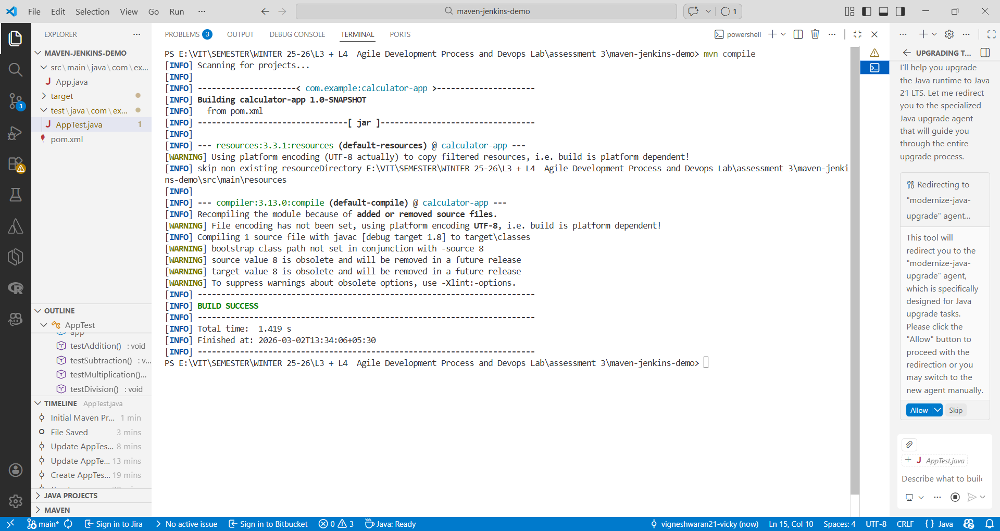 File Edit Selection View Go Run ···
maven-jenkins-demo
1
EXPLORER
MAVEN-JENKINS-DEMO
src\main\java\com\ex...
J App.java
target
test\java\com\ex...
J AppTest.java 1
pom.xml
3
OUTLINE
AppTest
app
testAddition() : void
testSubtraction() : v...
testMultiplication()...
testDivision() : void
TIMELINE AppTest.java
Initial Maven Pr... 1 min
File Saved 3 mins
Update AppTes... 8 mins
Update AppTe... 13 mins
Create AppTes... 19 mins
JAVA PROJECTS
MAVEN
PROBLEMS 3 OUTPUT DEBUG CONSOLE TERMINAL PORTS
powershell
PS E:\VIT\SEMESTER\WINTER 25-26\L3 + L4  Agile Development Process and Devops Lab\assessment 3\maven-jenkins-demo> mvn compile
[INFO] Scanning for projects...
[INFO]
[INFO] ---------------------< com.example:calculator-app >---------------------
[INFO] Building calculator-app 1.0-SNAPSHOT
[INFO]   from pom.xml
[INFO] --------------------------------[ jar ]---------------------------------
[INFO]
[INFO] --- resources:3.3.1:resources (default-resources) @ calculator-app ---
[WARNING] Using platform encoding (UTF-8 actually) to copy filtered resources, i.e. build is platform dependent!
[INFO] skip non existing resourceDirectory E:\VIT\SEMESTER\WINTER 25-26\L3 + L4  Agile Development Process and Devops Lab\assessment 3\maven-jenki
ns-demo\src\main\resources
[INFO]
[INFO] --- compiler:3.13.0:compile (default-compile) @ calculator-app ---
[INFO] Recompiling the module because of added or removed source files.
[WARNING] File encoding has not been set, using platform encoding UTF-8, i.e. build is platform dependent!
[INFO] Compiling 1 source file with javac [debug target 1.8] to target\classes
[WARNING] bootstrap class path not set in conjunction with -source 8
[WARNING] source value 8 is obsolete and will be removed in a future release
[WARNING] target value 8 is obsolete and will be removed in a future release
[WARNING] To suppress warnings about obsolete options, use -Xlint:-options.
[INFO] ------------------------------------------------------------------------
[INFO] BUILD SUCCESS
[INFO] ------------------------------------------------------------------------
[INFO] Total time:  1.419 s
[INFO] Finished at: 2026-03-02T13:34:06+05:30
[INFO] ------------------------------------------------------------------------
PS E:\VIT\SEMESTER\WINTER 25-26\L3 + L4  Agile Development Process and Devops Lab\assessment 3\maven-jenkins-demo>
UPGRADING T...
I'll help you upgrade
the Java runtime to Java
21 LTS. Let me redirect
you to the specialized
Java upgrade agent
that will guide you
through the entire
upgrade process.
Redirecting to
"modernize-java-
upgrade" agent...
This tool will
redirect you to the
"modernize-java-
upgrade" agent,
which is specifically
designed for Java
upgrade tasks.
Please click the
"Allow" button to
proceed with the
redirection or you
may switch to the
new agent manually.
Allow Skip
+ J AppTest.java
Describe what to build
main* Sign in to Jira No active issue Sign in to Bitbucket 0 3 Java: Ready vigneshwaran21-vicky (now) Ln 15, Col 10 Spaces: 4 UTF-8 CRLF {} Java